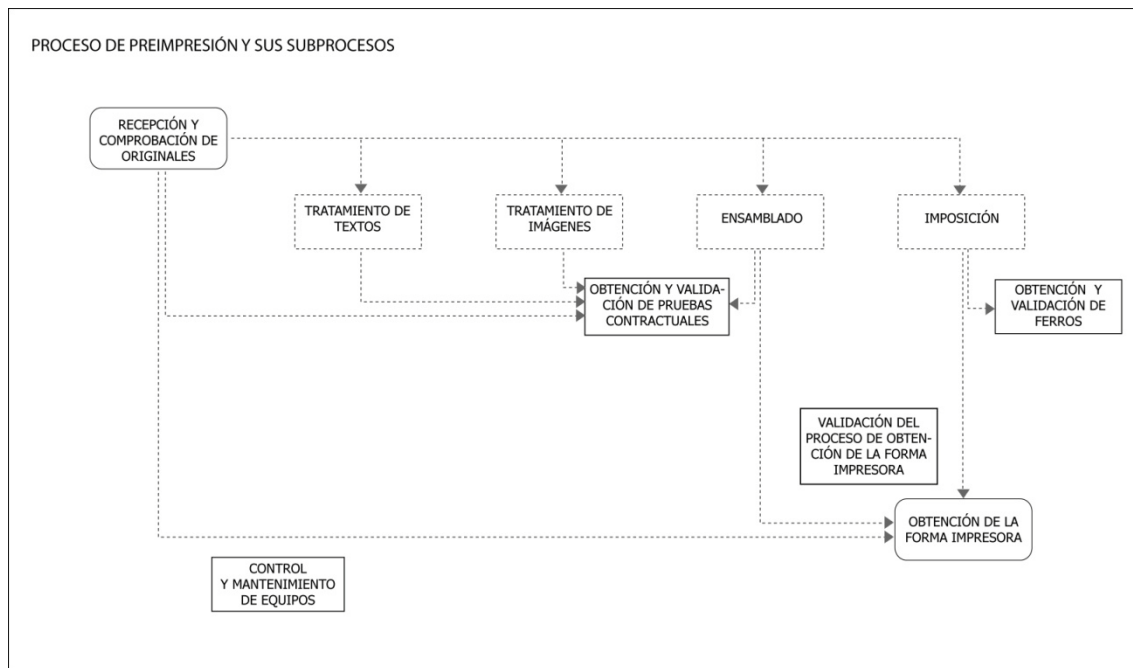 PROCESO DE PREIMPRESIÓN Y SUS SUBPROCESOS
RECEPCIÓN Y
COMPROBACIÓN DE
ORIGINALES
TRATAMIENTO DE
TEXTOS
TRATAMIENTO DE
IMÁGENES
ENSAMBLADO
IMPOSICIÓN
OBTENCIÓN Y VALIDA-
CIÓN DE PRUEBAS
CONTRACTUALES
OBTENCIÓN Y
VALIDACIÓN DE
FERROS
VALIDACIÓN DEL
PROCESO DE OBTEN-
CIÓN DE LA FORMA
IMPRESORA
OBTENCIÓN DE LA
FORMA IMPRESORA
CONTROL
Y MANTENIMIENTO
DE EQUIPOS